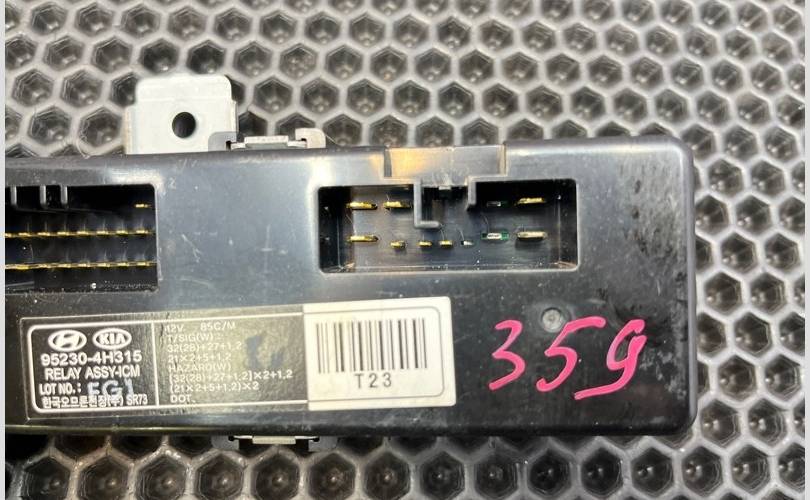 KIA
95230-4H315
RELAY ASSY-ICM
LOT NO.: EG1
한국오므론전장(주) SR73
12V. - 85C/M
T/SIG(W) :
32(28)+27+1,2
21×2+5+1,2
HAZARD(W)
[32(28)+27+1,2]×2+1,2
(21×2+5+1,2)×2
DOT.
T23
359